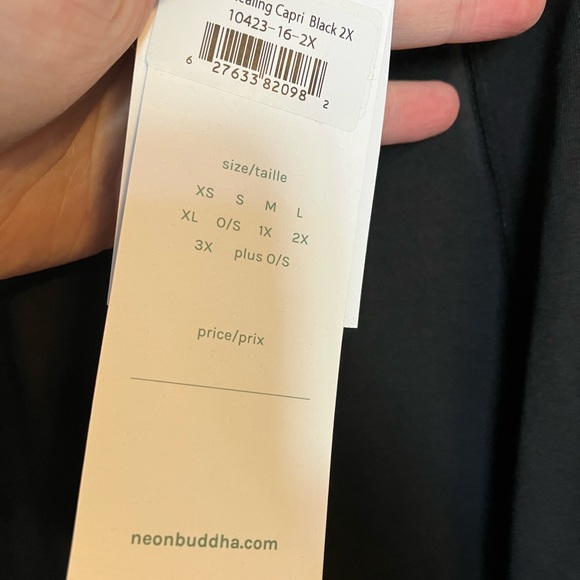 Capri Black 2X
10423-16-2X
6 27633 82098 2
size/taille
XS S M L
XL O/S 1X 2X
3X plus O/S
price/prix
neonbuddha.com